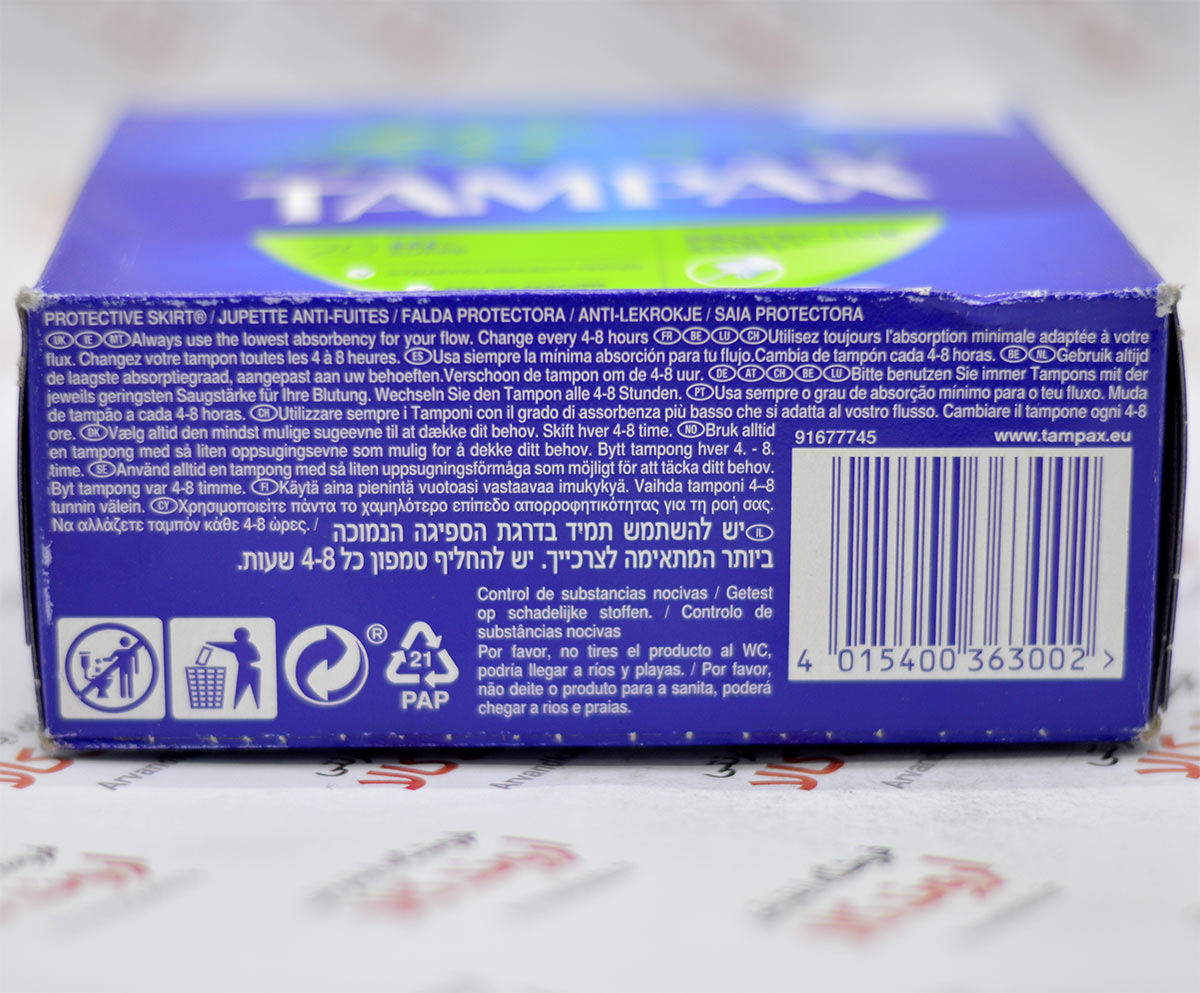 TAMPAX
PROTECTIVE SKIRT® / JUPETTE ANTI-FUITES / FALDA PROTECTORA / ANTI-LEKROKJE / SAIA PROTECTORA
UK IE MT Always use the lowest absorbency for your flow. Change every 4-8 hours FR BE LU CH Utilisez toujours l'absorption minimale adaptée à votre
flux. Changez votre tampon toutes les 4 à 8 heures. ES Usa siempre la mínima absorción para tu flujo.Cambia de tampón cada 4-8 horas. BE NL Gebruik altijd
de laagste absorptiegraad, aangepast aan uw behoeften.Verschoon de tampon om de 4-8 uur. DE AT CH BE LU Bitte benutzen Sie immer Tampons mit der
jeweils geringsten Saugstärke für Ihre Blutung. Wechseln Sie den Tampon alle 4-8 Stunden. PT Usa sempre o grau de absorção mínimo para o teu fluxo. Muda
de tampão a cada 4-8 horas. CH Utilizzare sempre i Tamponi con il grado di assorbenza più basso che si adatta al vostro flusso. Cambiare il tampone ogni 4-8
ore. DK Vælg altid den mindst mulige sugeevne til at dække dit behov. Skift hver 4-8 time. NO Bruk alltid
en tampong med så liten oppsugingsevne som mulig for å dekke ditt behov. Bytt tampong hver 4. - 8.
time. SE Använd alltid en tampong med så liten uppsugningsförmåga som möjligt för att täcka ditt behov.
Byt tampong var 4-8 timme. FI Käytä aina pienintä vuotoasi vastaavaa imukykyä. Vaihda tamponi 4–8
tunnin välein. CY Χρησιμοποιείτε πάντα το χαμηλότερο επίπεδο απορροφητικότητας για τη ροή σας.
Να αλλάζετε ταμπόν κάθε 4-8 ώρες. / IL יש להשתמש תמיד בדרגת הספיגה הנמוכה
ביותר המתאימה לצרכייך. יש להחליף טמפון כל 4-8 שעות.
91677745 www.tampax.eu
4 015400 363002 >
Control de substancias nocivas / Getest
op schadelijke stoffen. / Controlo de
substâncias nocivas
Por favor, no tires el producto al WC,
podría llegar a ríos y playas. / Por favor,
não deite o produto para a sanita, poderá
chegar a rios e praias.
®
21
PAP